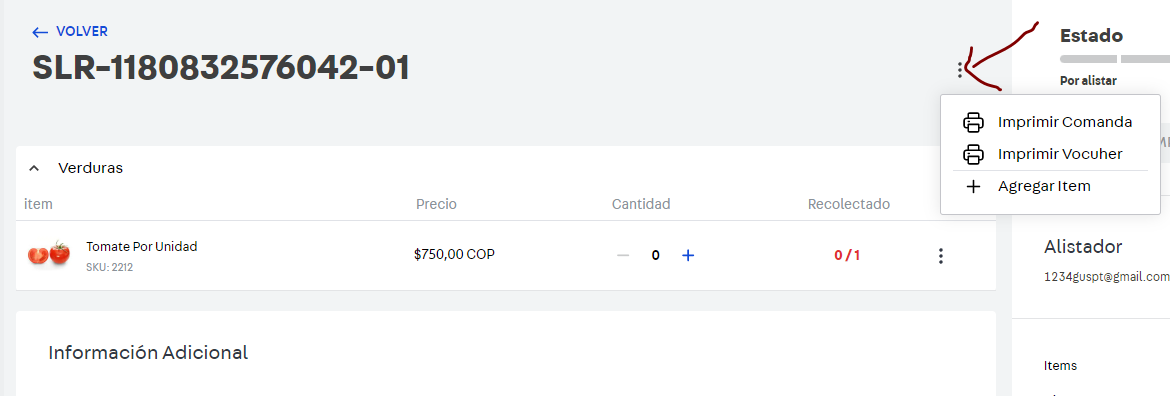 VOLVER
SLR-1180832576042-01
Estado
Por alistar
Imprimir Comanda
Imprimir Vocuher
Agregar Item
Verduras
item Precio Cantidad Recolectado
Tomate Por Unidad
SKU: 2212
$750,00 COP
0
0 / 1
Alistador
1234guspt@gmail.com
Información Adicional
Items